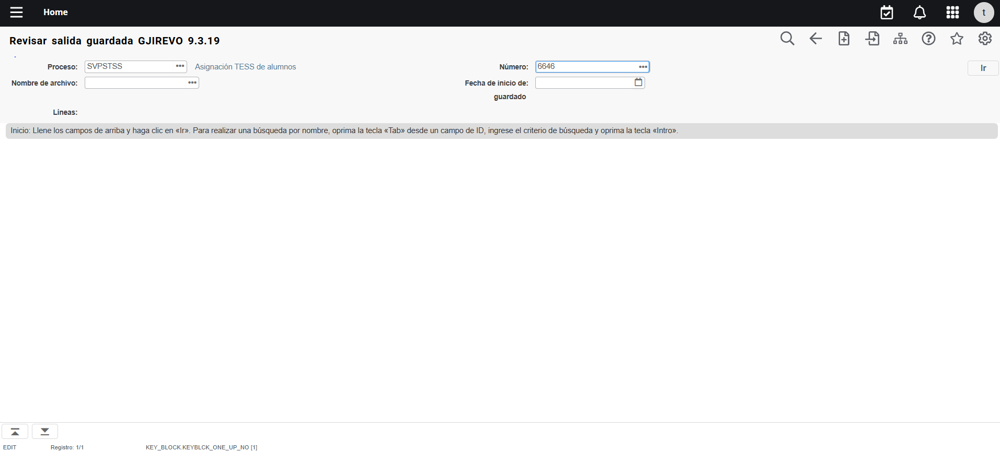 Home
t
Revisar salida guardada GJIREVO 9.3.19
Proceso: SVPSTSS ••• Asignación TESS de alumnos
Número: 6646 •••
Ir
Nombre de archivo: •••
Fecha de inicio de:
guardado
Líneas:
Inicio: Llene los campos de arriba y haga clic en «Ir». Para realizar una búsqueda por nombre, oprima la tecla «Tab» desde un campo de ID, ingrese el criterio de búsqueda y oprima la tecla «Intro».
EDIT Registro: 1/1 KEY_BLOCK.KEYBLCK_ONE_UP_NO [1]